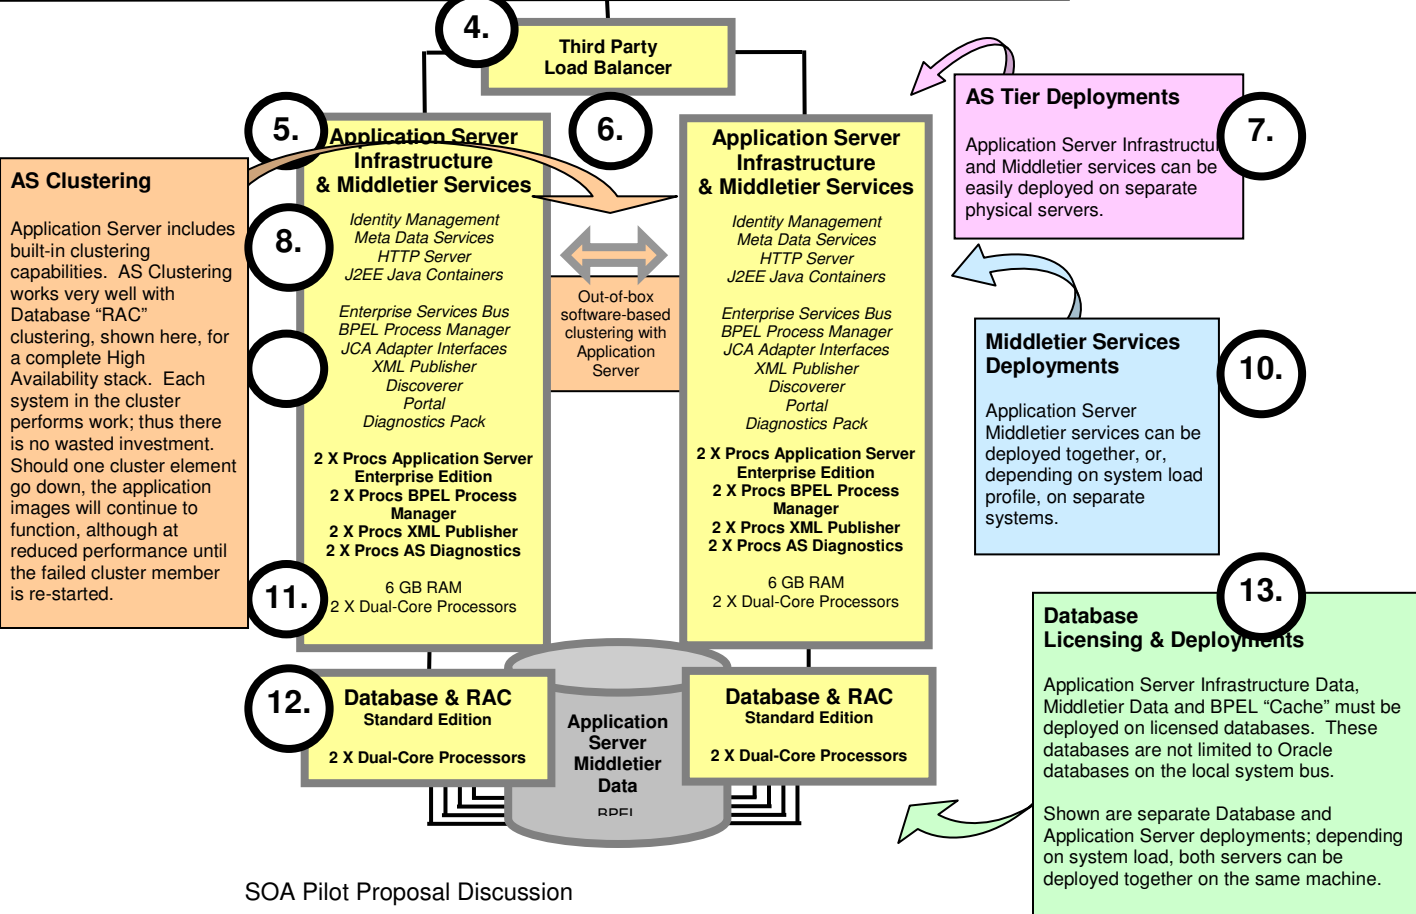 4.
Third Party
Load Balancer
5.
6.
Application Server
Infrastructure
& Middletier Services
Identity Management
Meta Data Services
HTTP Server
J2EE Java Containers
Enterprise Services Bus
BPEL Process Manager
JCA Adapter Interfaces
XML Publisher
Discoverer
Portal
Diagnostics Pack
2 X Procs Application Server
Enterprise Edition
2 X Procs BPEL Process
Manager
2 X Procs XML Publisher
2 X Procs AS Diagnostics
6 GB RAM
2 X Dual-Core Processors
Application Server
Infrastructure
& Middletier Services
Identity Management
Meta Data Services
HTTP Server
J2EE Java Containers
Enterprise Services Bus
BPEL Process Manager
JCA Adapter Interfaces
XML Publisher
Discoverer
Portal
Diagnostics Pack
2 X Procs Application Server
Enterprise Edition
2 X Procs BPEL Process
Manager
2 X Procs XML Publisher
2 X Procs AS Diagnostics
6 GB RAM
2 X Dual-Core Processors
AS Clustering
Application Server includes
built-in clustering
capabilities. AS Clustering
works very well with
Database “RAC”
clustering, shown here, for
a complete High
Availability stack. Each
system in the cluster
performs work; thus there
is no wasted investment.
Should one cluster element
go down, the application
images will continue to
function, although at
reduced performance until
the failed cluster member
is re-started.
8.
Out-of-box
software-based
clustering with
Application
Server
7.
AS Tier Deployments
Application Server Infrastructu
and Middletier services can be
easily deployed on separate
physical servers.
10.
Middletier Services
Deployments
Application Server
Middletier services can be
deployed together, or,
depending on system load
profile, on separate
systems.
11.
12.
Database & RAC
Standard Edition
2 X Dual-Core Processors
Application
Server
Middletier
Data
BPEL
Database & RAC
Standard Edition
2 X Dual-Core Processors
13.
Database
Licensing & Deployments
Application Server Infrastructure Data,
Middletier Data and BPEL “Cache” must be
deployed on licensed databases. These
databases are not limited to Oracle
databases on the local system bus.
Shown are separate Database and
Application Server deployments; depending
on system load, both servers can be
deployed together on the same machine.
SOA Pilot Proposal Discussion